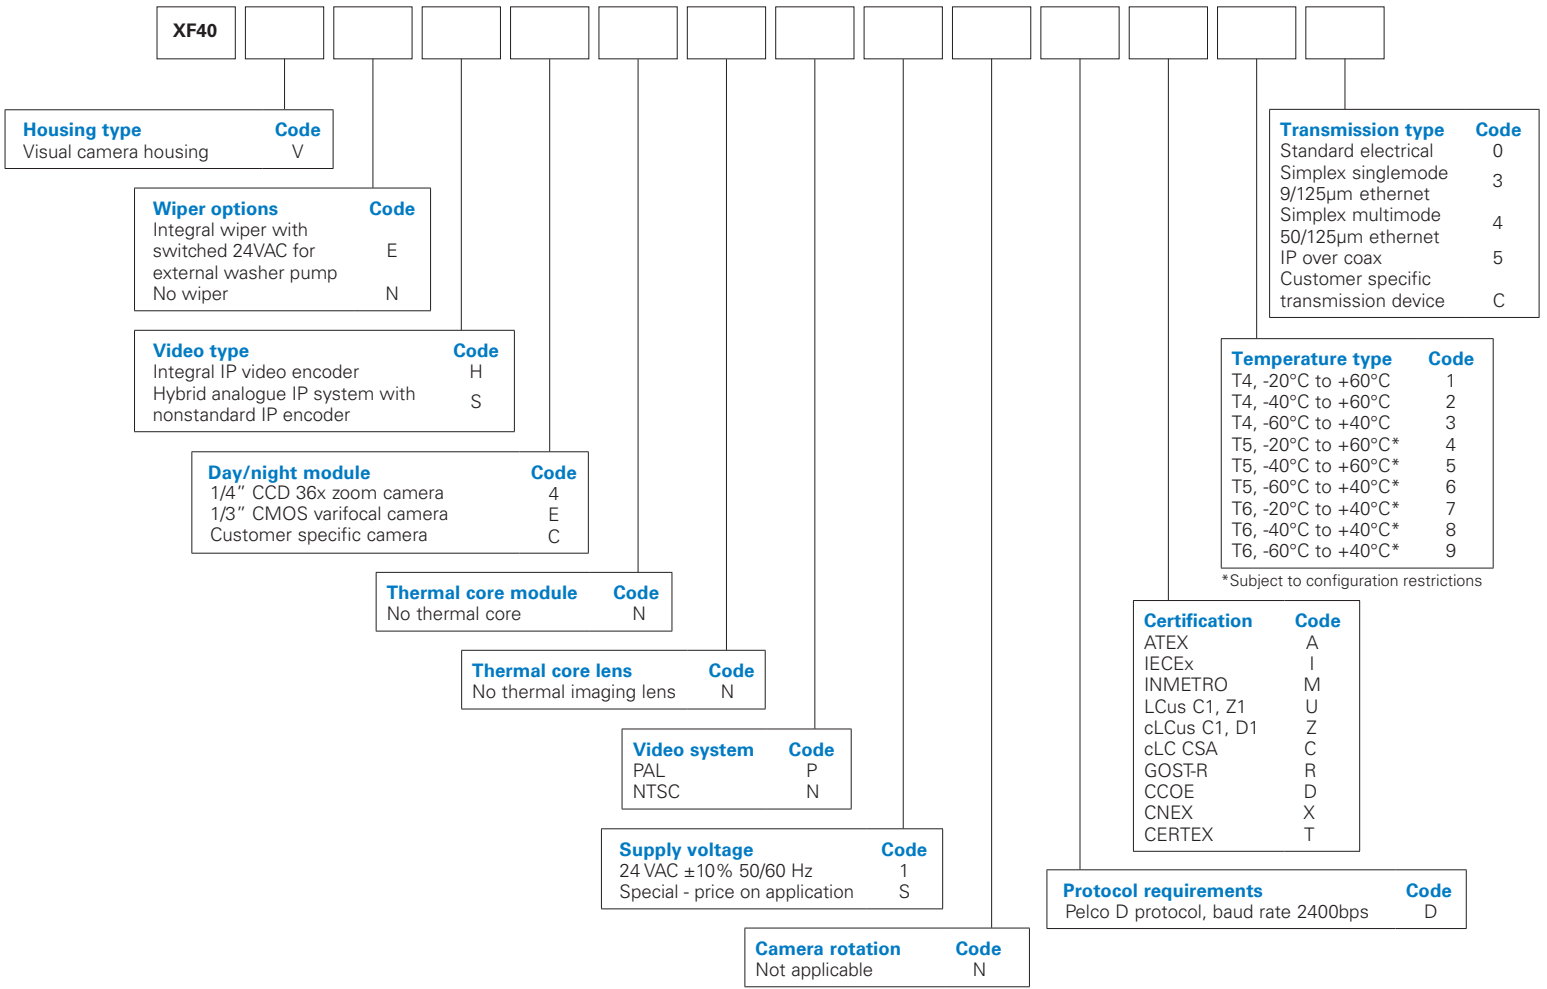 XF40
Housing type Code
Visual camera housing V
Wiper options Code
Integral wiper with
switched 24VAC for E
external washer pump
No wiper N
Video type Code
Integral IP video encoder H
Hybrid analogue IP system with S
nonstandard IP encoder
Day/night module Code
1/4” CCD 36x zoom camera 4
1/3” CMOS varifocal camera E
Customer specific camera C
Thermal core module Code
No thermal core N
Thermal core lens Code
No thermal imaging lens N
Video system Code
PAL P
NTSC N
Supply voltage Code
24 VAC ±10% 50/60 Hz 1
Special - price on application S
Camera rotation Code
Not applicable N
Protocol requirements Code
Pelco D protocol, baud rate 2400bps D
Certification Code
ATEX A
IECEx I
INMETRO M
LCus C1, Z1 U
cLCus C1, D1 Z
cLC CSA C
GOST-R R
CCOE D
CNEX X
CERTEX T
Temperature type Code
T4, -20°C to +60°C 1
T4, -40°C to +60°C 2
T4, -60°C to +40°C 3
T5, -20°C to +60°C* 4
T5, -40°C to +60°C* 5
T5, -60°C to +40°C* 6
T6, -20°C to +40°C* 7
T6, -40°C to +40°C* 8
T6, -60°C to +40°C* 9
*Subject to configuration restrictions
Transmission type Code
Standard electrical 0
Simplex singlemode 3
9/125µm ethernet
Simplex multimode 4
50/125µm ethernet
IP over coax 5
Customer specific
transmission device C